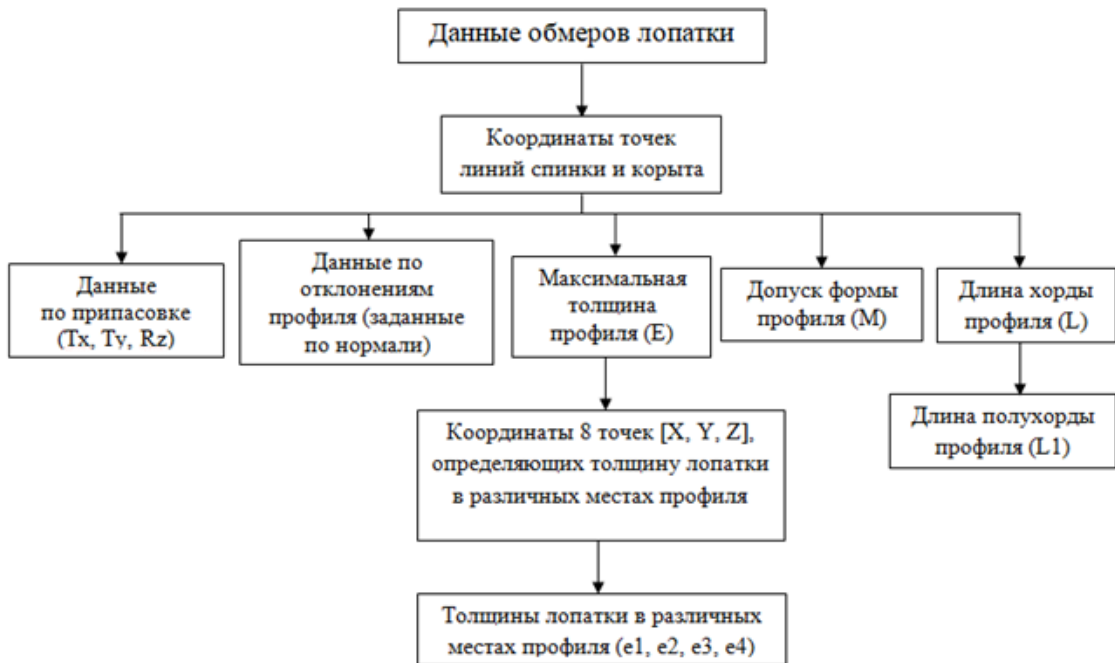 Данные обмеров лопатки
Координаты точек
линий спинки и корыта
Данные
по припасовке
(Tx, Ty, Rz)
Данные по
отклонениям
профиля (заданные
по нормали)
Максимальная
толщина
профиля (E)
Допуск формы
профиля (M)
Длина хорды
профиля (L)
Координаты 8 точек [X, Y, Z],
определяющих толщину лопатки
в различных местах профиля
Длина полухорды
профиля (L1)
Толщины лопатки в различных
местах профиля (e1, e2, e3, e4)